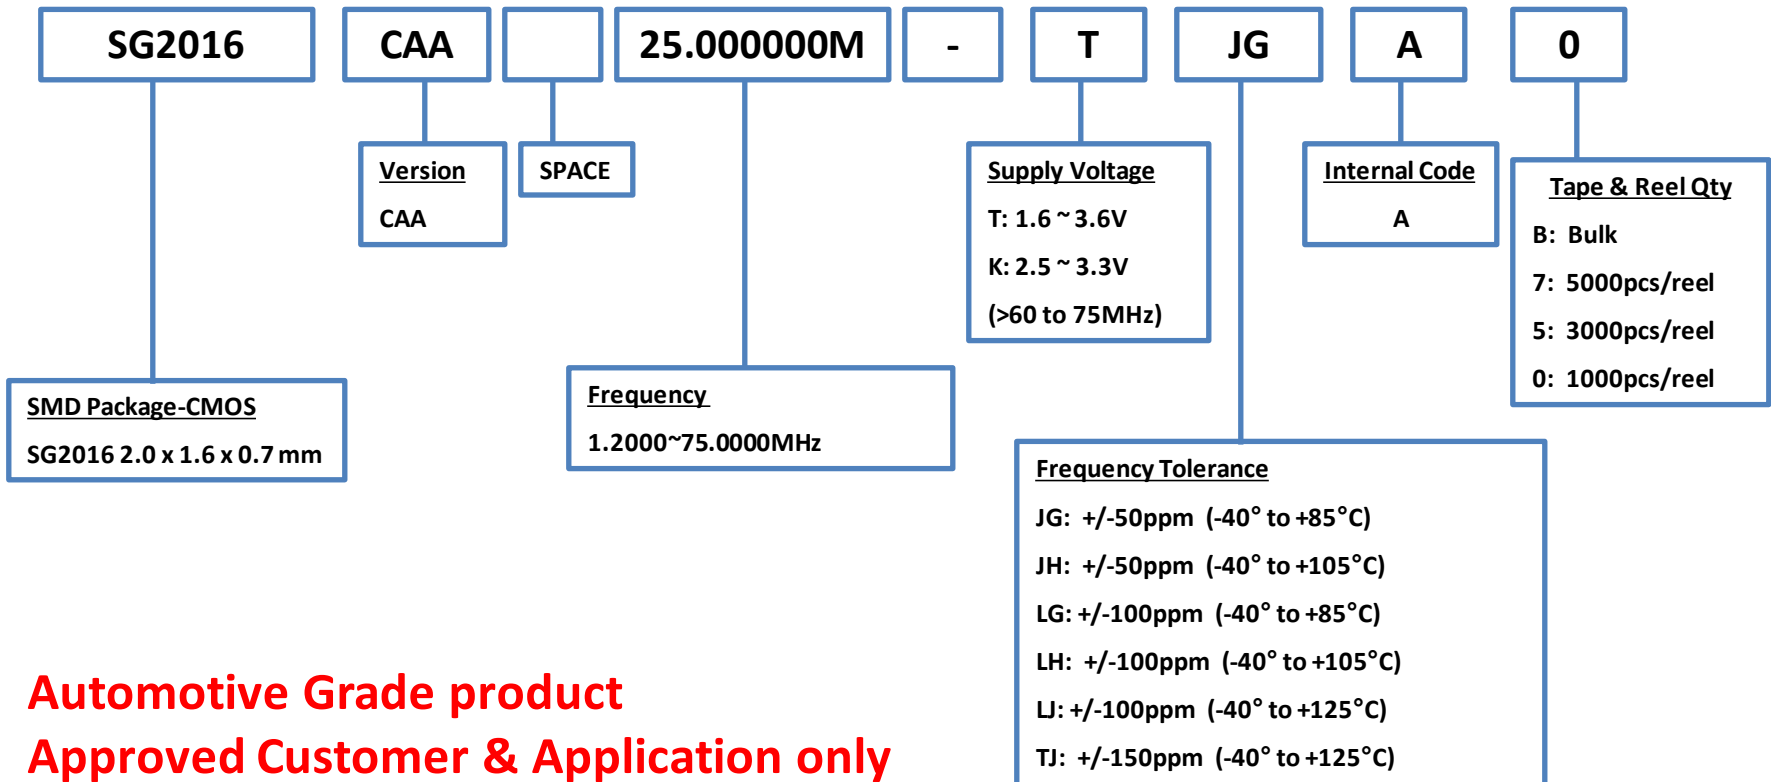 SG2016 CAA 25.000000M - T JG A 0
Version
CAA
SPACE
Supply Voltage
T: 1.6 ~ 3.6V
K: 2.5 ~ 3.3V
(>60 to 75MHz)
Internal Code
A
Tape & Reel Qty
B: Bulk
7: 5000pcs/reel
5: 3000pcs/reel
0: 1000pcs/reel
SMD Package-CMOS
SG2016 2.0 x 1.6 x 0.7 mm
Frequency
1.2000~75.0000MHz
Frequency Tolerance
JG: +/-50ppm (-40° to +85°C)
JH: +/-50ppm (-40° to +105°C)
LG: +/-100ppm (-40° to +85°C)
LH: +/-100ppm (-40° to +105°C)
LJ: +/-100ppm (-40° to +125°C)
TJ: +/-150ppm (-40° to +125°C)
Automotive Grade product
Approved Customer & Application only